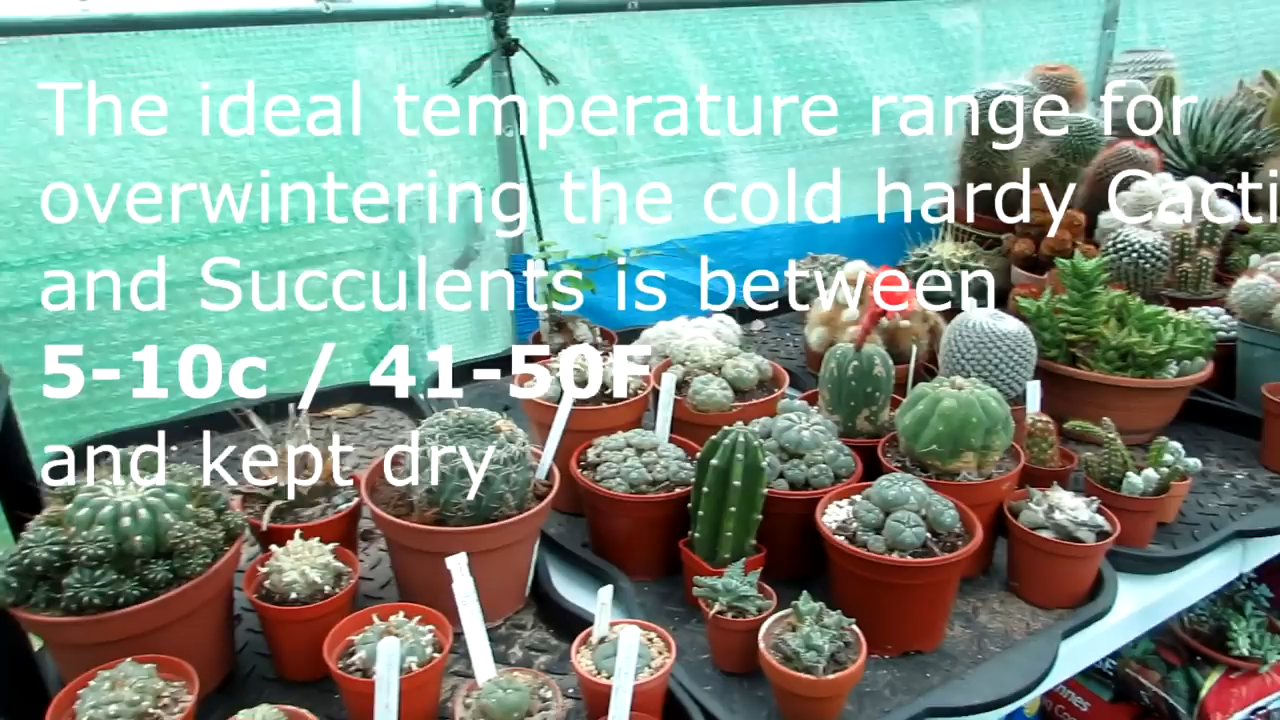 The ideal temperature range for
overwintering the cold hardy Cacti
and Succulents is between
5-10c / 41-50F
and kept dry